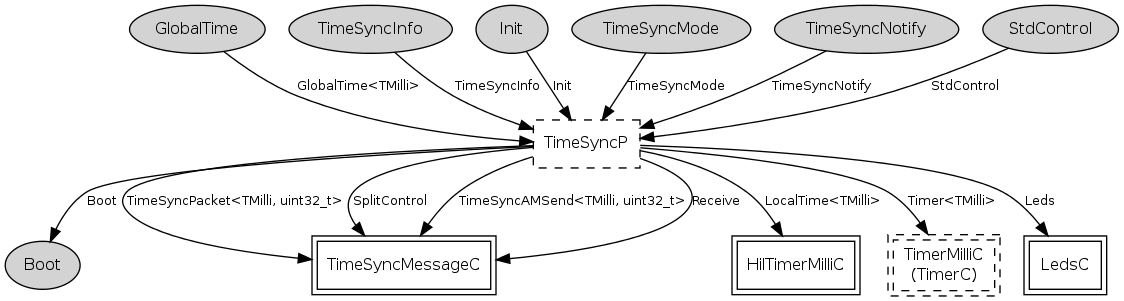 GlobalTime
TimeSyncInfo
Init
TimeSyncMode
TimeSyncNotify
StdControl
GlobalTime<TMilli>
TimeSyncInfo
Init
TimeSyncMode
TimeSyncNotify
StdControl
TimeSyncP
Boot
TimeSyncPacket<TMilli, uint32_t>
SplitControl
TimeSyncAMSend<TMilli, uint32_t>
Receive
LocalTime<TMilli>
Timer<TMilli>
Leds
Boot
TimeSyncMessageC
HilTimerMilliC
TimerMilliC
(TimerC)
LedsC